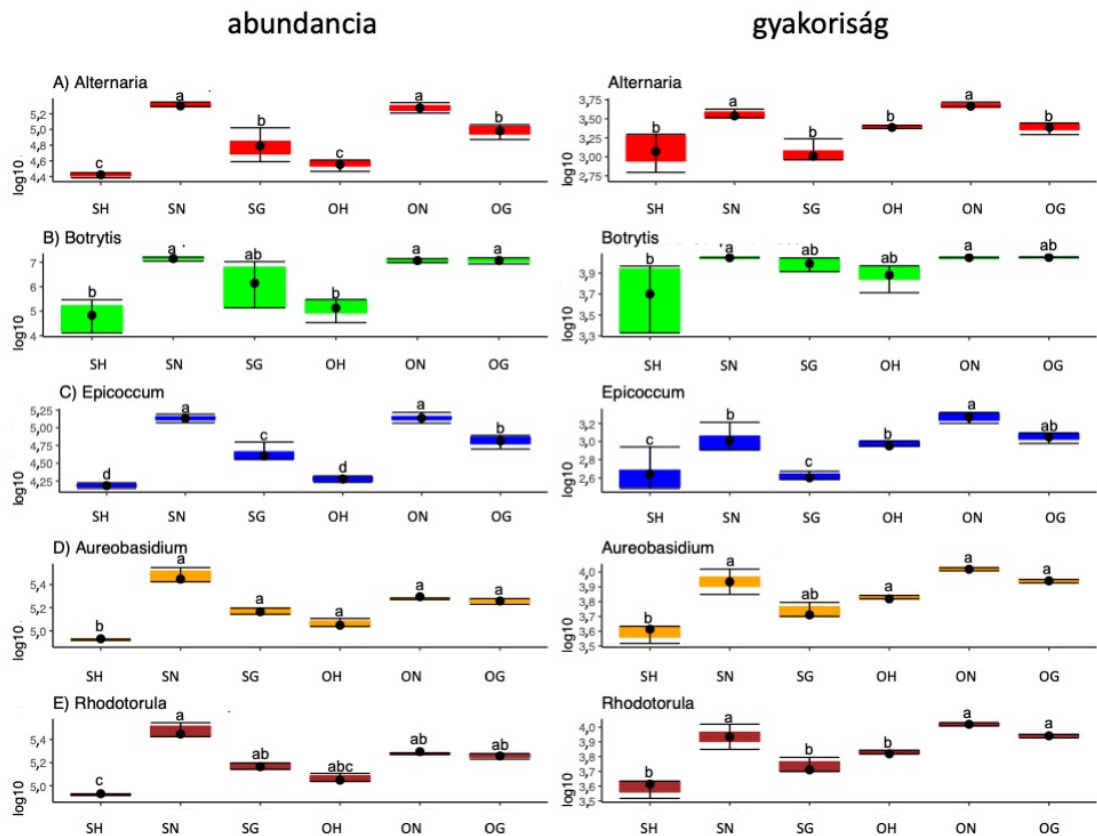 abundancia
gyakoriság
A) Alternaria
Alternaria
log10
5,2
5,0
4,8
4,6
4,4
c
a
b
c
a
b
SH SN SG OH ON OG
log10
3,75
3,50
3,25
3,00
2,75
b
a
b
b
a
b
SH SN SG OH ON OG
B) Botrytis
Botrytis
log10
7
6
5
4
b
a
ab
b
a
a
SH SN SG OH ON OG
log10
3,9
3,7
3,5
3,3
b
a
ab
ab
a
ab
SH SN SG OH ON OG
C) Epicoccum
Epicoccum
log10
5,25
5,00
4,75
4,50
4,25
d
a
c
d
a
b
SH SN SG OH ON OG
log10
3,2
3,0
2,8
2,6
c
b
c
b
a
ab
SH SN SG OH ON OG
D) Aureobasidium
Aureobasidium
log10
5,4
5,2
5,0
b
a
a
a
a
a
SH SN SG OH ON OG
log10
4,0
3,9
3,8
3,7
3,6
3,5
b
a
ab
a
a
a
SH SN SG OH ON OG
E) Rhodotorula
Rhodotorula
log10
5,4
5,2
5,0
c
a
ab
abc
ab
ab
SH SN SG OH ON OG
log10
4,0
3,9
3,8
3,7
3,6
3,5
b
a
b
b
a
a
SH SN SG OH ON OG